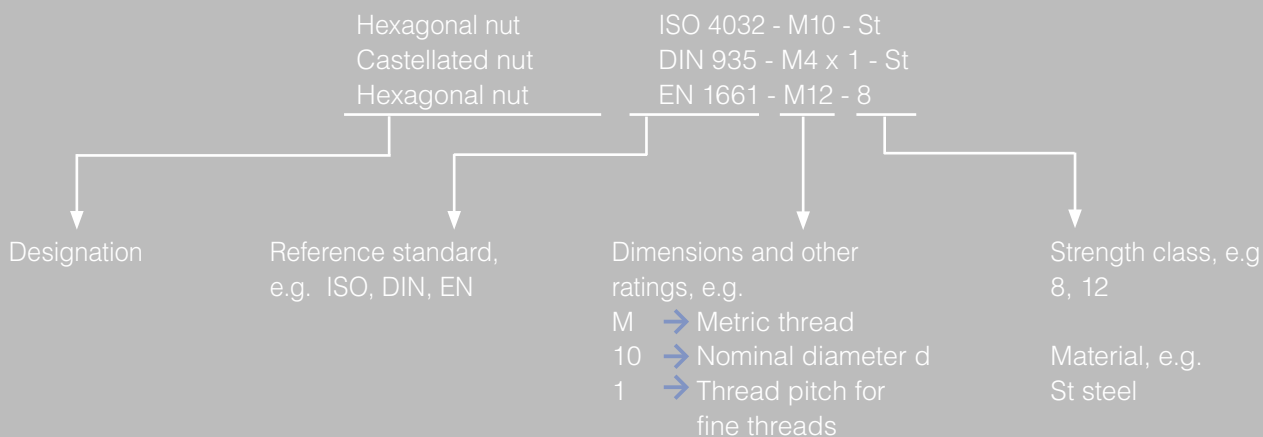 Hexagonal nut ISO 4032 - M10 - St
Castellated nut DIN 935 - M4 x 1 - St
Hexagonal nut EN 1661 - M12 - 8
Designation
Reference standard,
e.g. ISO, DIN, EN
Dimensions and other
ratings, e.g.
M → Metric thread
10 → Nominal diameter d
1 → Thread pitch for
fine threads
Strength class, e.g
8, 12
Material, e.g.
St steel